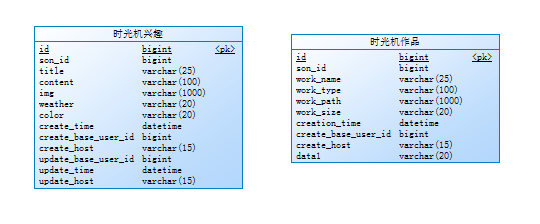 时光机兴趣
id bigint <pk>
son_id bigint
title varchar(25)
content varchar(100)
img varchar(1000)
weather varchar(20)
color varchar(20)
create_time datetime
create_base_user_id bigint
create_host varchar(15)
update_base_user_id bigint
update_time datetime
update_host varchar(15)
时光机作品
id bigint <pk>
son_id bigint
work_name varchar(25)
work_type varchar(100)
work_path varchar(1000)
work_size varchar(20)
creation_time datetime
create_base_user_id bigint
create_host varchar(15)
data1 varchar(20)